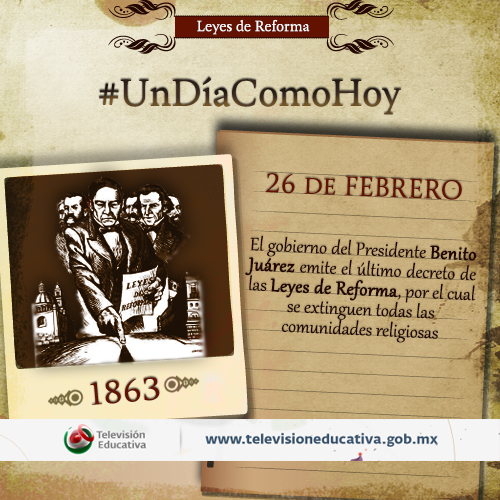 Leyes de Reforma
#UnDíaComoHoy
26 DE FEBRERO
El gobierno del Presidente Benito
Juárez emite el último decreto de
las Leyes de Reforma, por el cual
se extinguen todas las
comunidades religiosas
LEYES
DE
REFORMA
1863
Televisión
Educativa
www.televisioneducativa.gob.mx